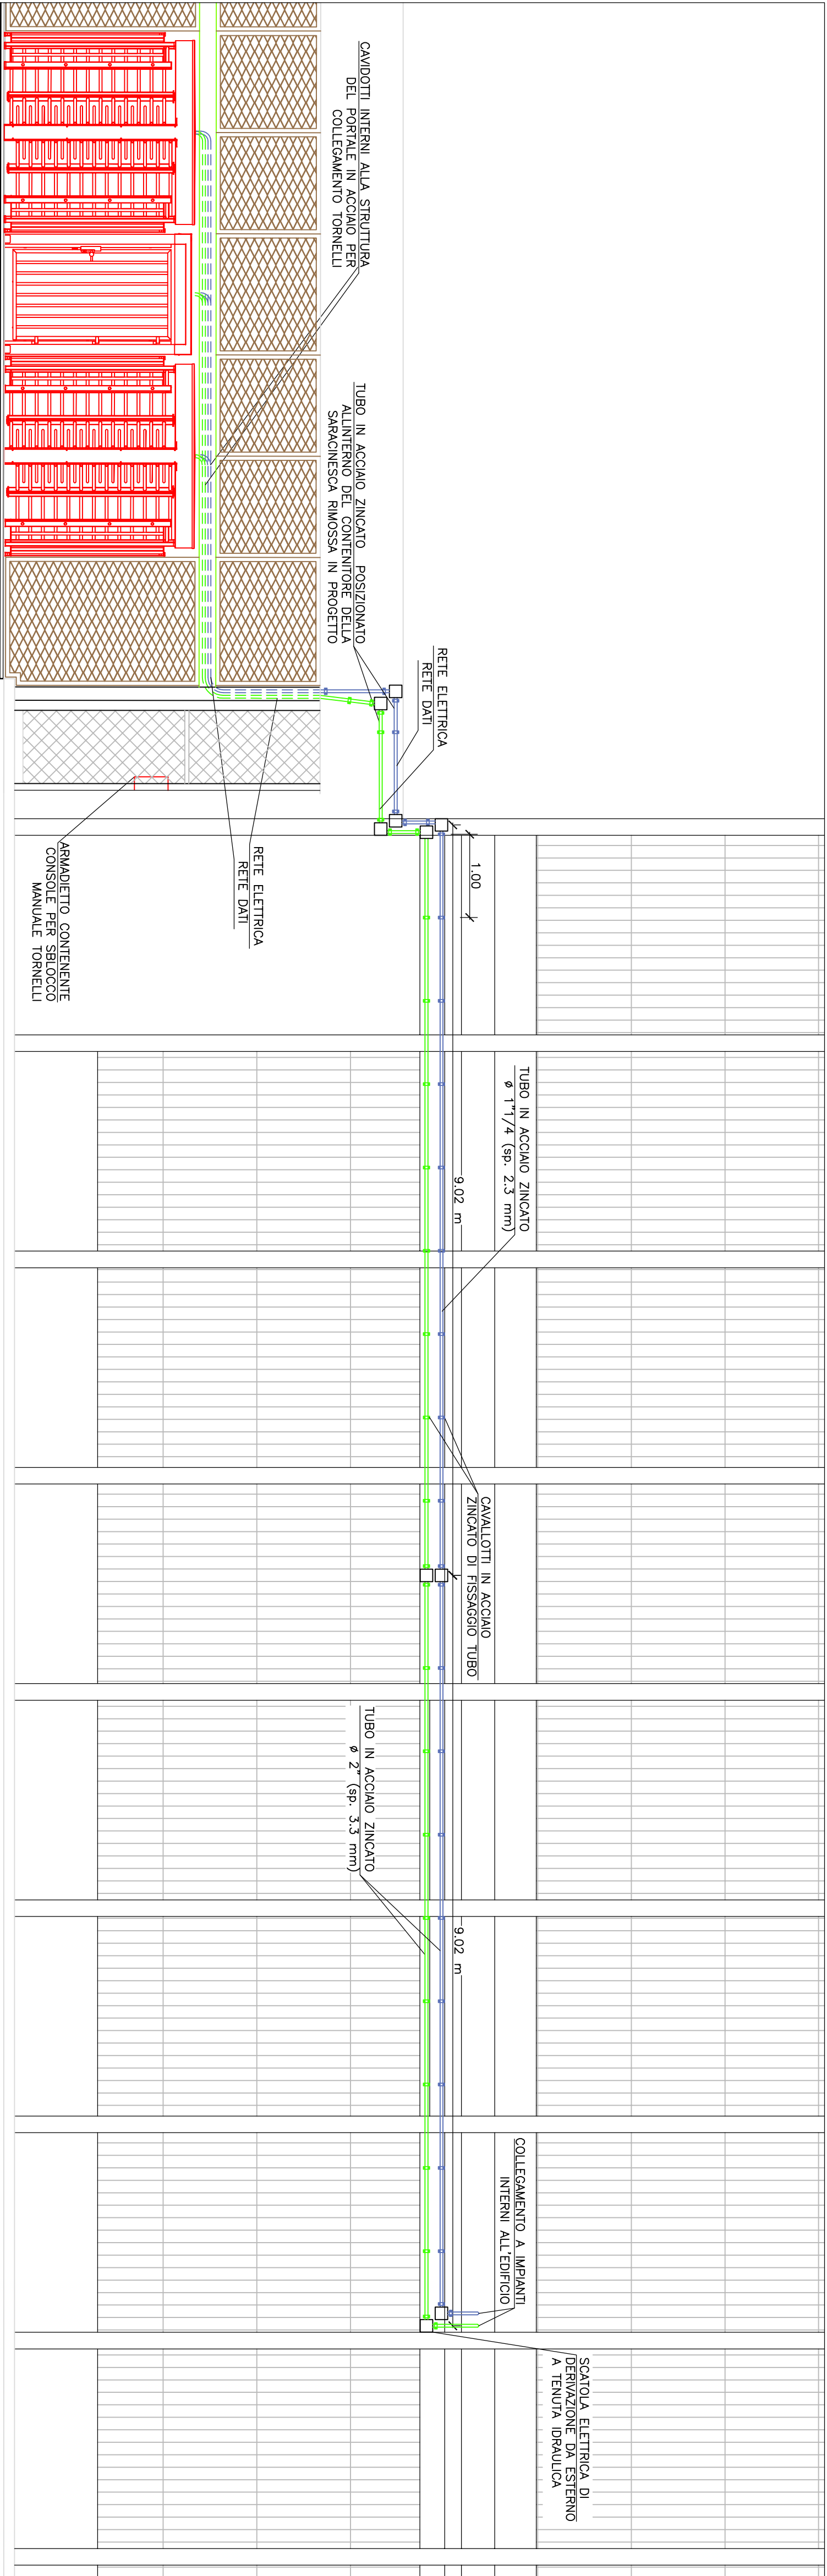 CAVIDOTTI INTERNI ALLA STRUTTURA
DEL PORTALE IN ACCIAIO PER
COLLEGAMENTO TORNELLI
TUBO IN ACCIAIO ZINCATO POSIZIONATO
ALL'INTERNO DEL CONTENITORE DELLA
SARACINESCA RIMOSSA IN PROGETTO
RETE ELETTRICA
RETE DATI
1.00
RETE ELETTRICA
RETE DATI
ARMADIETTO CONTENENTE
CONSOLE PER SBLOCCO
MANUALE TORNELLI
TUBO IN ACCIAIO ZINCATO
ø 1"1/4 (sp. 2.3 mm)
9.02 m
CAVALLOTTI IN ACCIAIO
ZINCATO DI FISSAGGIO TUBO
TUBO IN ACCIAIO ZINCATO
ø 2" (sp. 3.3 mm)
9.02 m
COLLEGAMENTO A IMPIANTI
INTERNI ALL'EDIFICIO
SCATOLA ELETTRICA DI
DERIVAZIONE DA ESTERNO
A TENUTA IDRAULICA